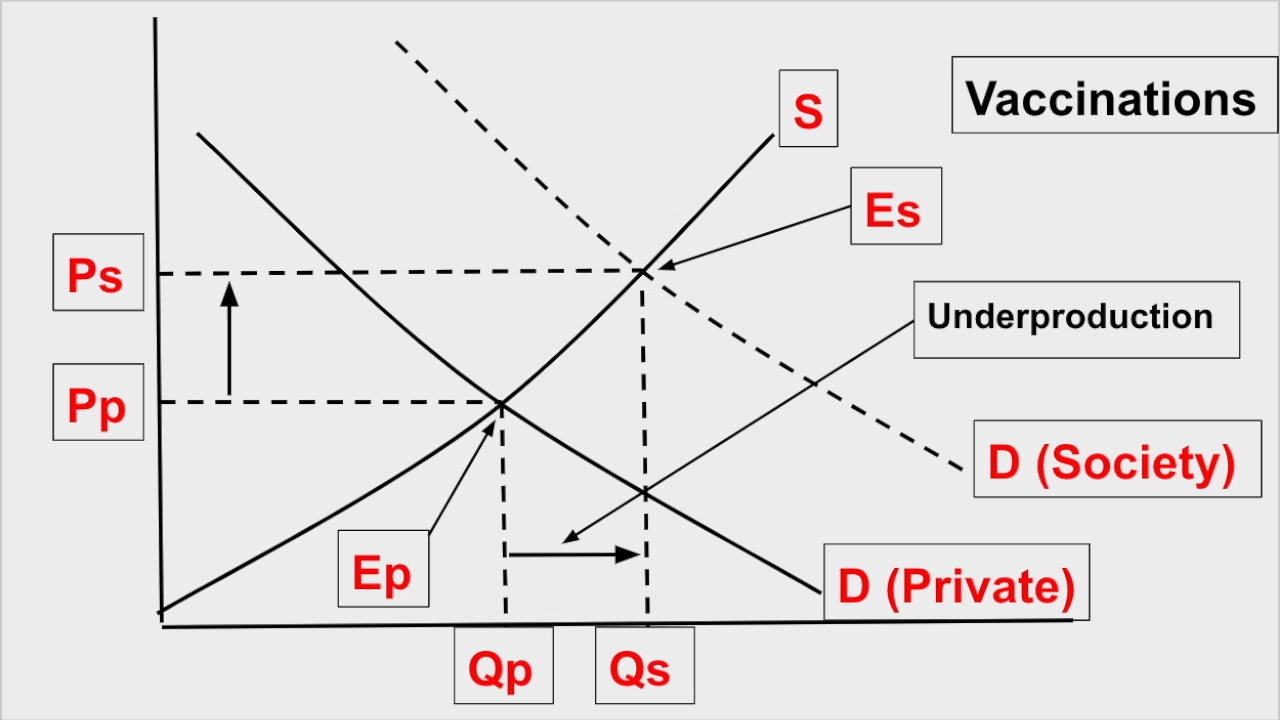 Vaccinations
S
Es
Ps
Underproduction
Pp
D (Society)
Ep
D (Private)
Qp
Qs